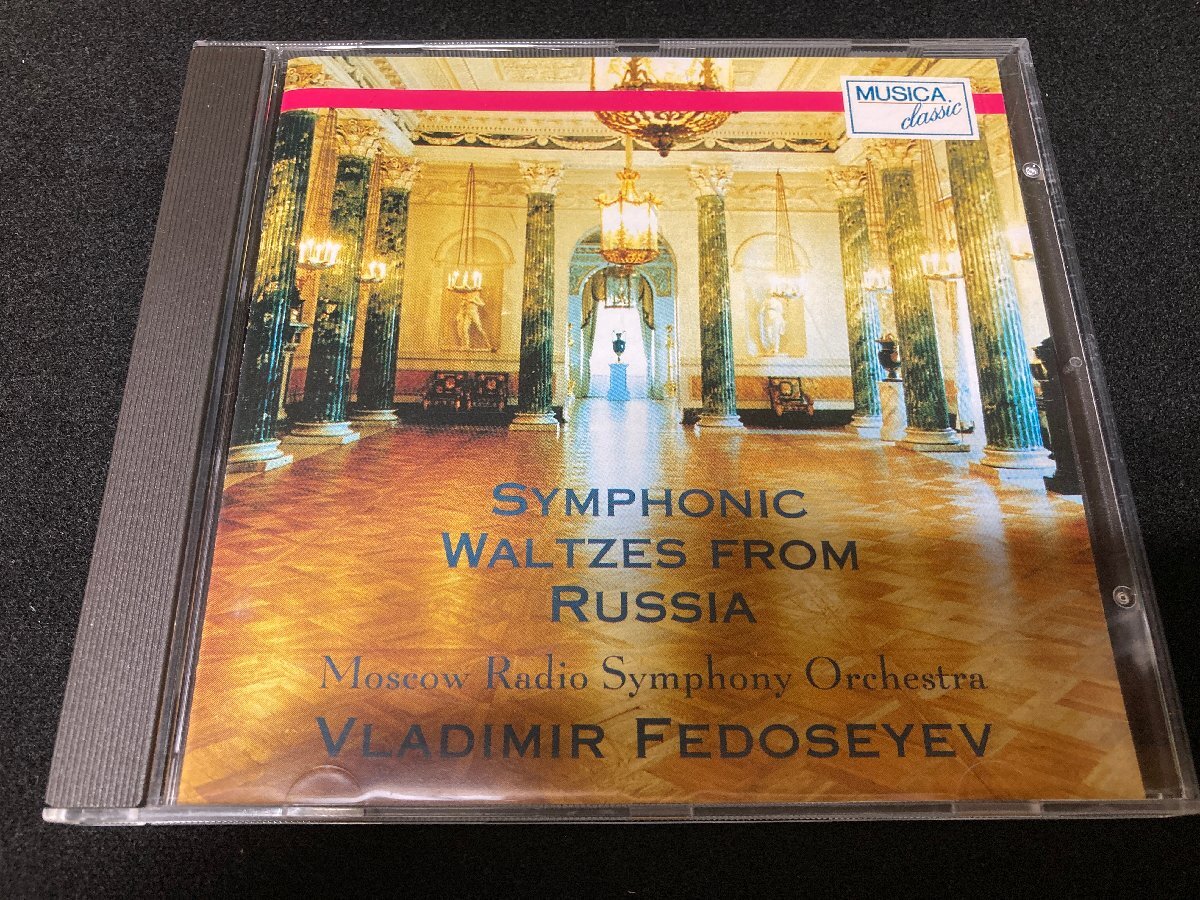 MUSICA
classic
SYMPHONIC
WALTZES FROM
RUSSIA
Moscow Radio Symphony Orchestra
VLADIMIR FEDOSEYEV